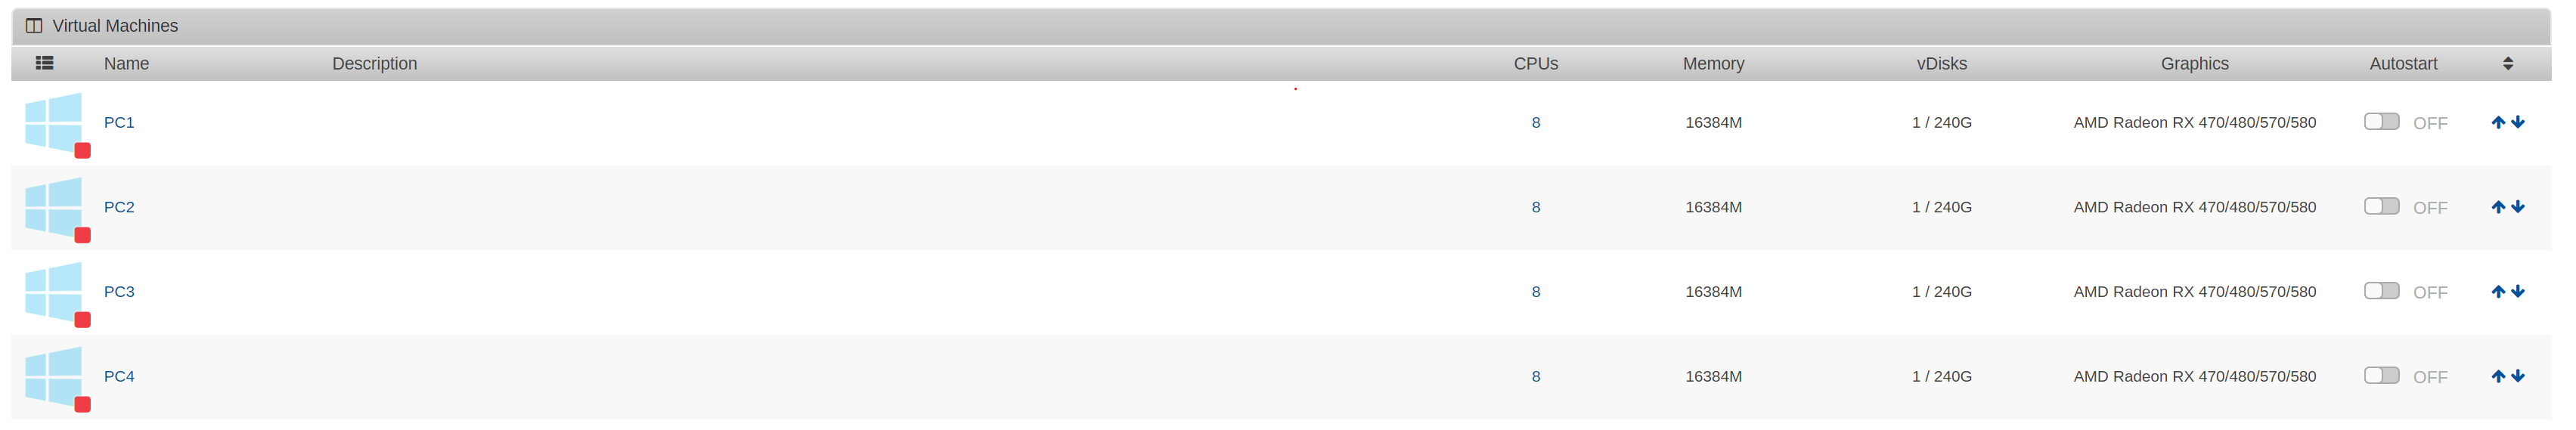 Virtual Machines
Name Description CPUs Memory vDisks Graphics Autostart
PC1 8 16384M 1 / 240G AMD Radeon RX 470/480/570/580 OFF
PC2 8 16384M 1 / 240G AMD Radeon RX 470/480/570/580 OFF
PC3 8 16384M 1 / 240G AMD Radeon RX 470/480/570/580 OFF
PC4 8 16384M 1 / 240G AMD Radeon RX 470/480/570/580 OFF